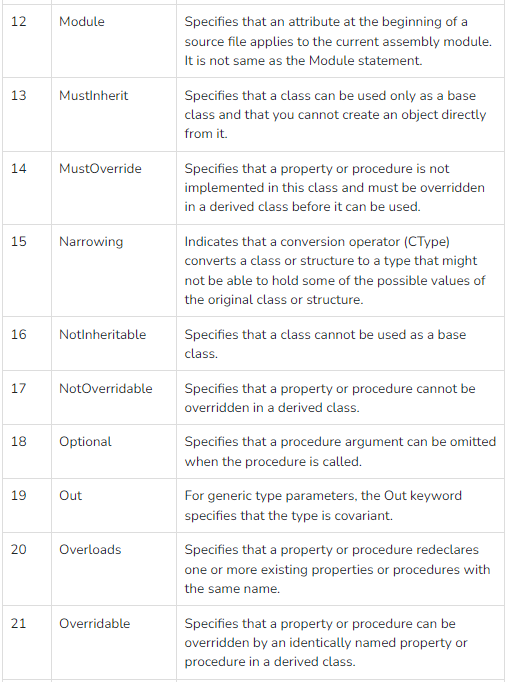 12 Module Specifies that an attribute at the beginning of a
source file applies to the current assembly module.
It is not same as the Module statement.
13 MustInherit Specifies that a class can be used only as a base
class and that you cannot create an object directly
from it.
14 MustOverride Specifies that a property or procedure is not
implemented in this class and must be overridden
in a derived class before it can be used.
15 Narrowing Indicates that a conversion operator (CType)
converts a class or structure to a type that might
not be able to hold some of the possible values of
the original class or structure.
16 NotInheritable Specifies that a class cannot be used as a base
class.
17 NotOverridable Specifies that a property or procedure cannot be
overridden in a derived class.
18 Optional Specifies that a procedure argument can be omitted
when the procedure is called.
19 Out For generic type parameters, the Out keyword
specifies that the type is covariant.
20 Overloads Specifies that a property or procedure redeclares
one or more existing properties or procedures with
the same name.
21 Overridable Specifies that a property or procedure can be
overridden by an identically named property or
procedure in a derived class.